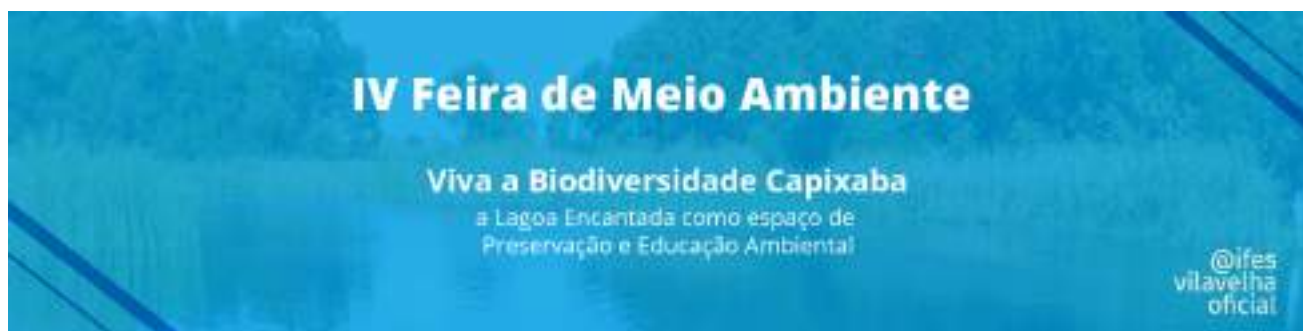 IV Feira de Meio Ambiente
Viva a Biodiversidade Capixaba
a Lagoa Encantada como espaço de
Preservação e Educação Ambiental
@ifes
vilavelha
oficial